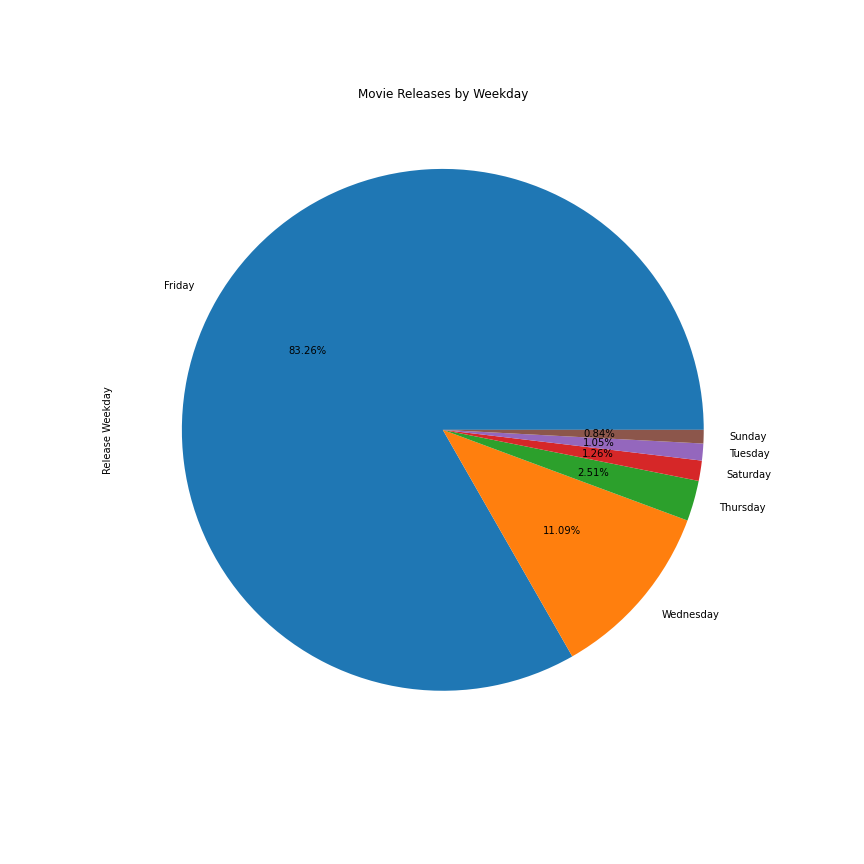 Movie Releases by Weekday
Friday
83.26%
Release Weekday
0.84%
Sunday
1.05%
Tuesday
1.26%
Saturday
2.51%
Thursday
11.09%
Wednesday